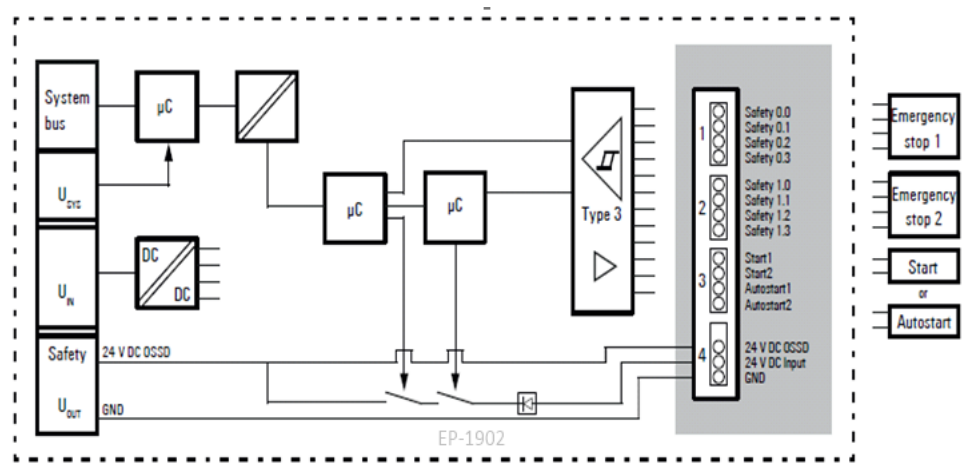 System
bus
U SYS
U IN
Safety
U OUT
µC
DC
DC
24 V DC OSSD
GND
µC
µC
Type 3
EP-1902
1
Safety 0.0
Safety 0.1
Safety 0.2
Safety 0.3
2
Safety 1.0
Safety 1.1
Safety 1.2
Safety 1.3
3
Start1
Start2
Autostart1
Autostart2
4
24 V DC OSSD
24 V DC Input
GND
Emergency
stop 1
Emergency
stop 2
Start
or
Autostart